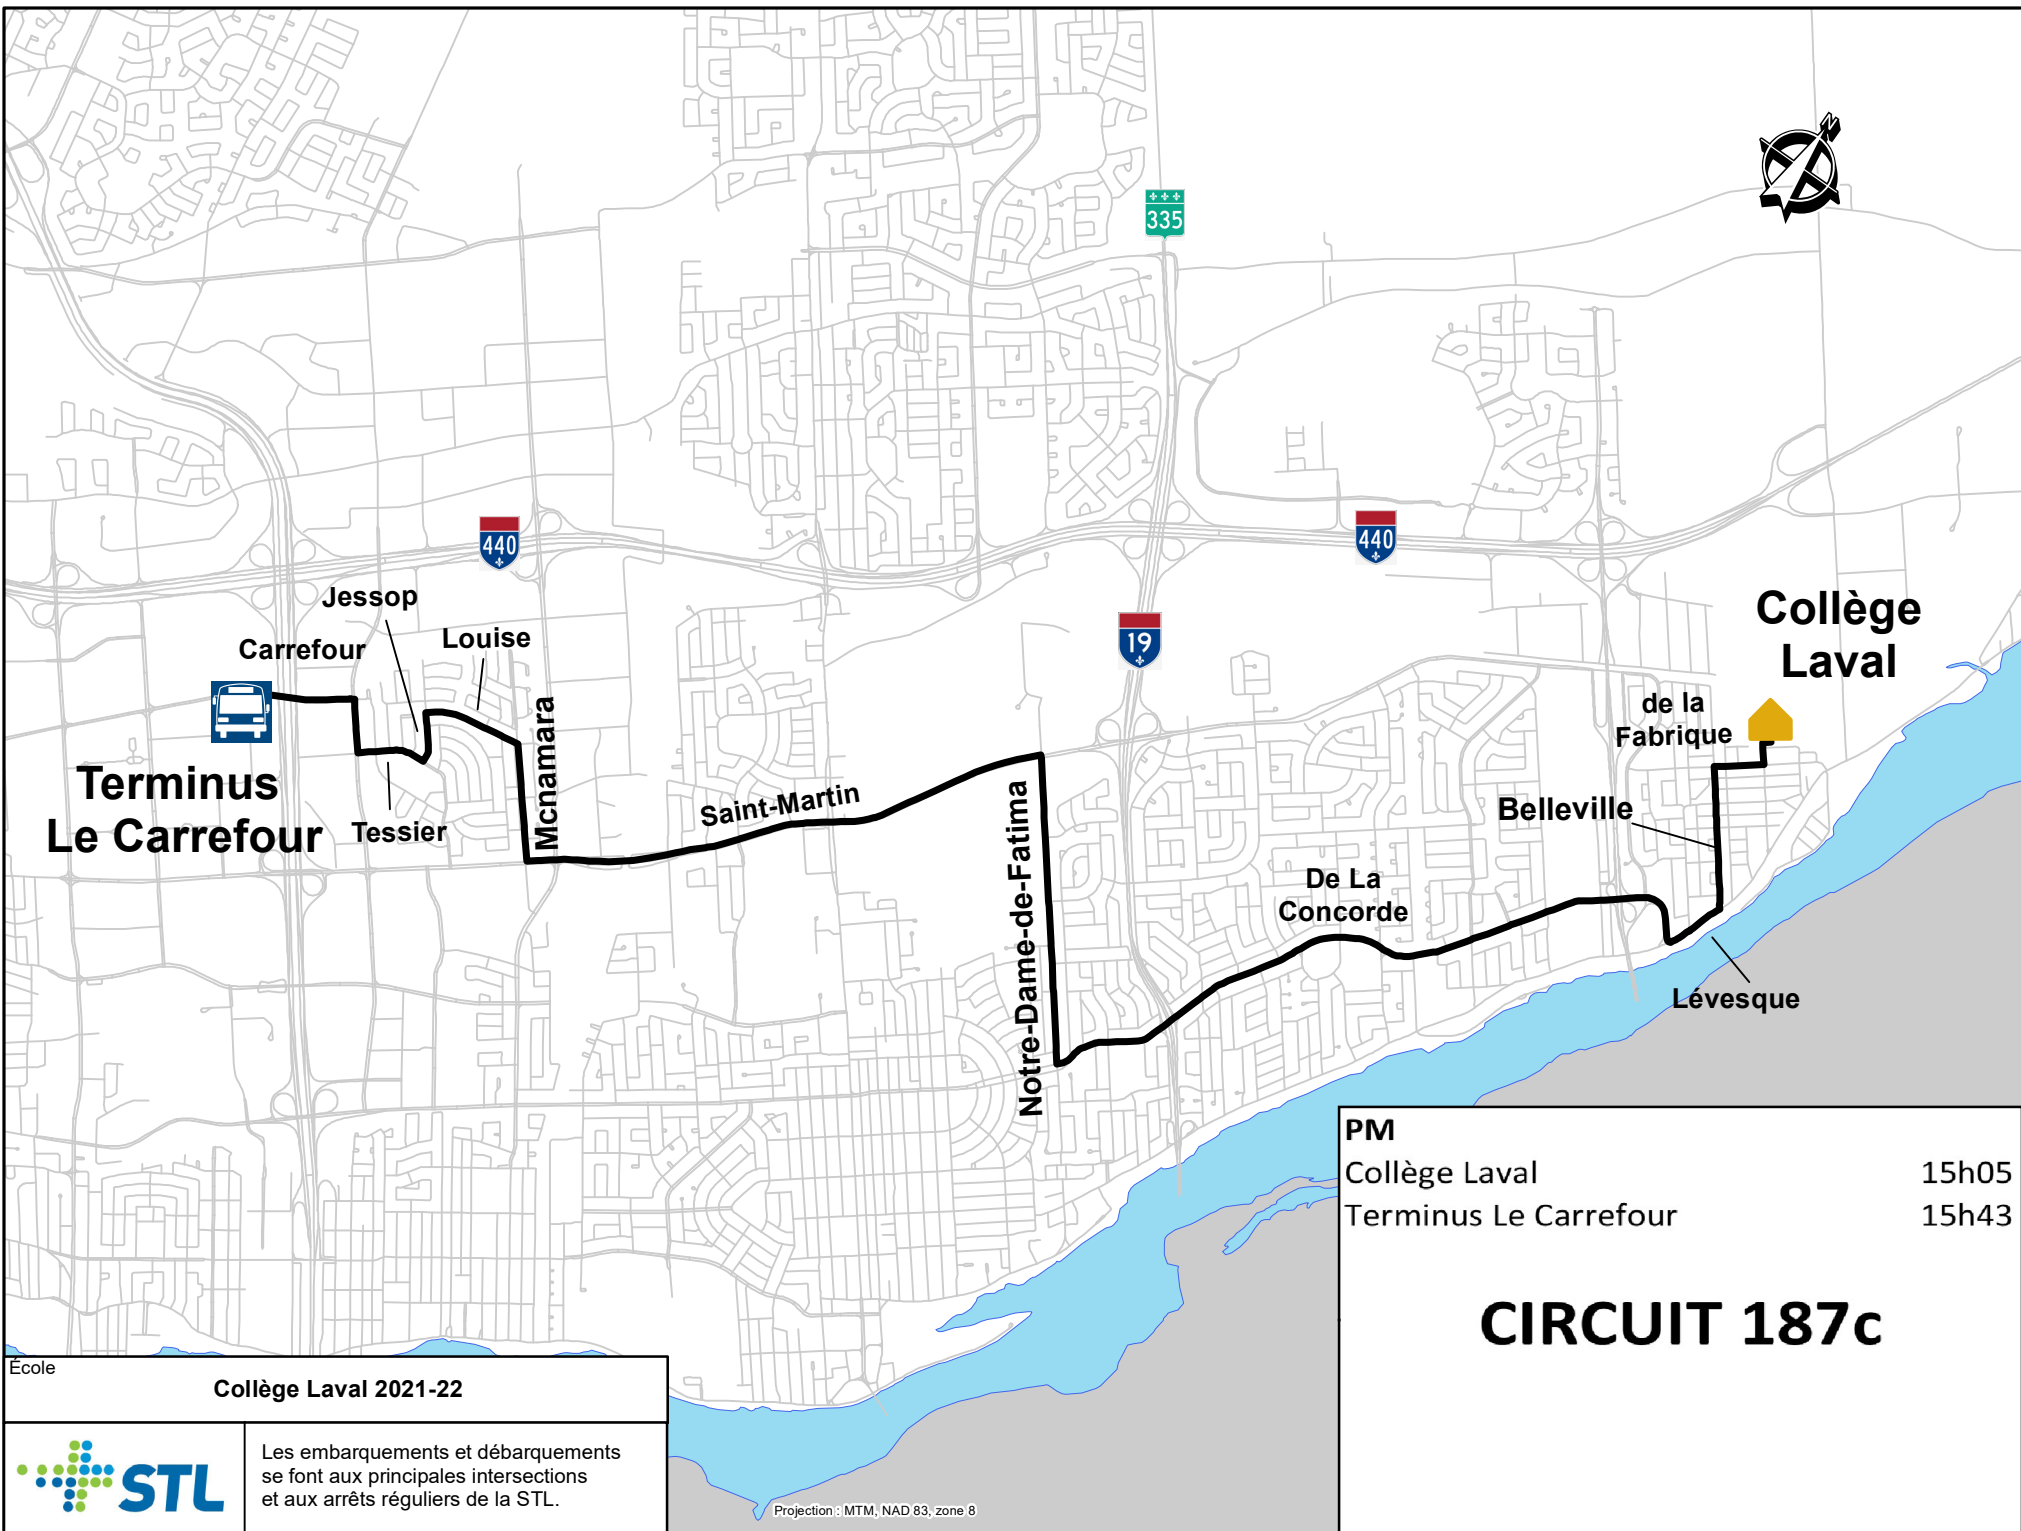 N
335
440
440
19
Jessop
Louise
Carrefour
Terminus
Le Carrefour
Tessier
Mcnamara
Saint-Martin
Notre-Dame-de-Fatima
De La
Concorde
Collège
Laval
de la
Fabrique
Belleville
Lévesque
PM
Collège Laval 15h05
Terminus Le Carrefour 15h43
CIRCUIT 187c
École
Collège Laval 2021-22
STL
Les embarquements et débarquements
se font aux principales intersections
et aux arrêts réguliers de la STL.
Projection : MTM, NAD 83, zone 8